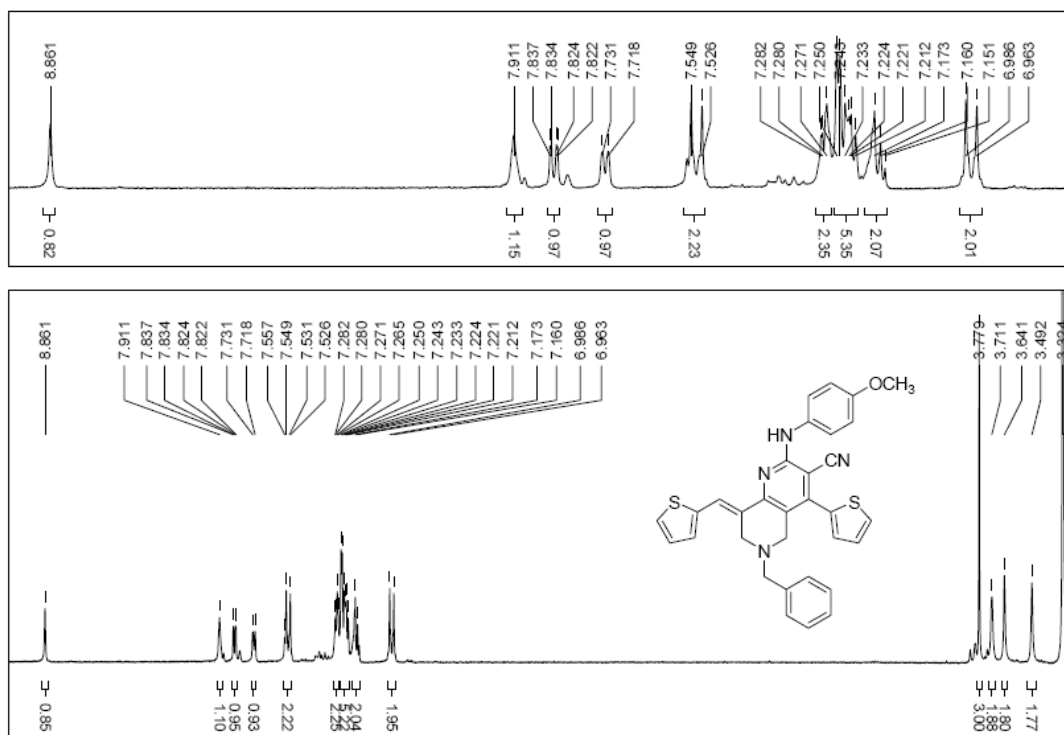 8.891 7.911 7.837 7.834 7.824 7.822 7.731 7.718 7.549 7.526 7.282 7.280 7.271 7.250 7.243 7.233 7.224 7.221 7.212 7.173 7.160 7.151 6.986 6.963
0.82 1.15 0.97 0.97 2.23 2.35 5.35 2.07 2.01
8.861 7.911 7.837 7.834 7.824 7.822 7.731 7.718 7.557 7.549 7.531 7.526 7.282 7.280 7.271 7.265 7.250 7.243 7.233 7.224 7.221 7.212 7.173 7.160 6.986 6.963 3.779 3.711 3.641 3.492
OCH3
HN
N CN
S S
N
0.85 1.10 0.95 0.93 2.22 2.04 1.95 3.00 1.88 1.80 1.77